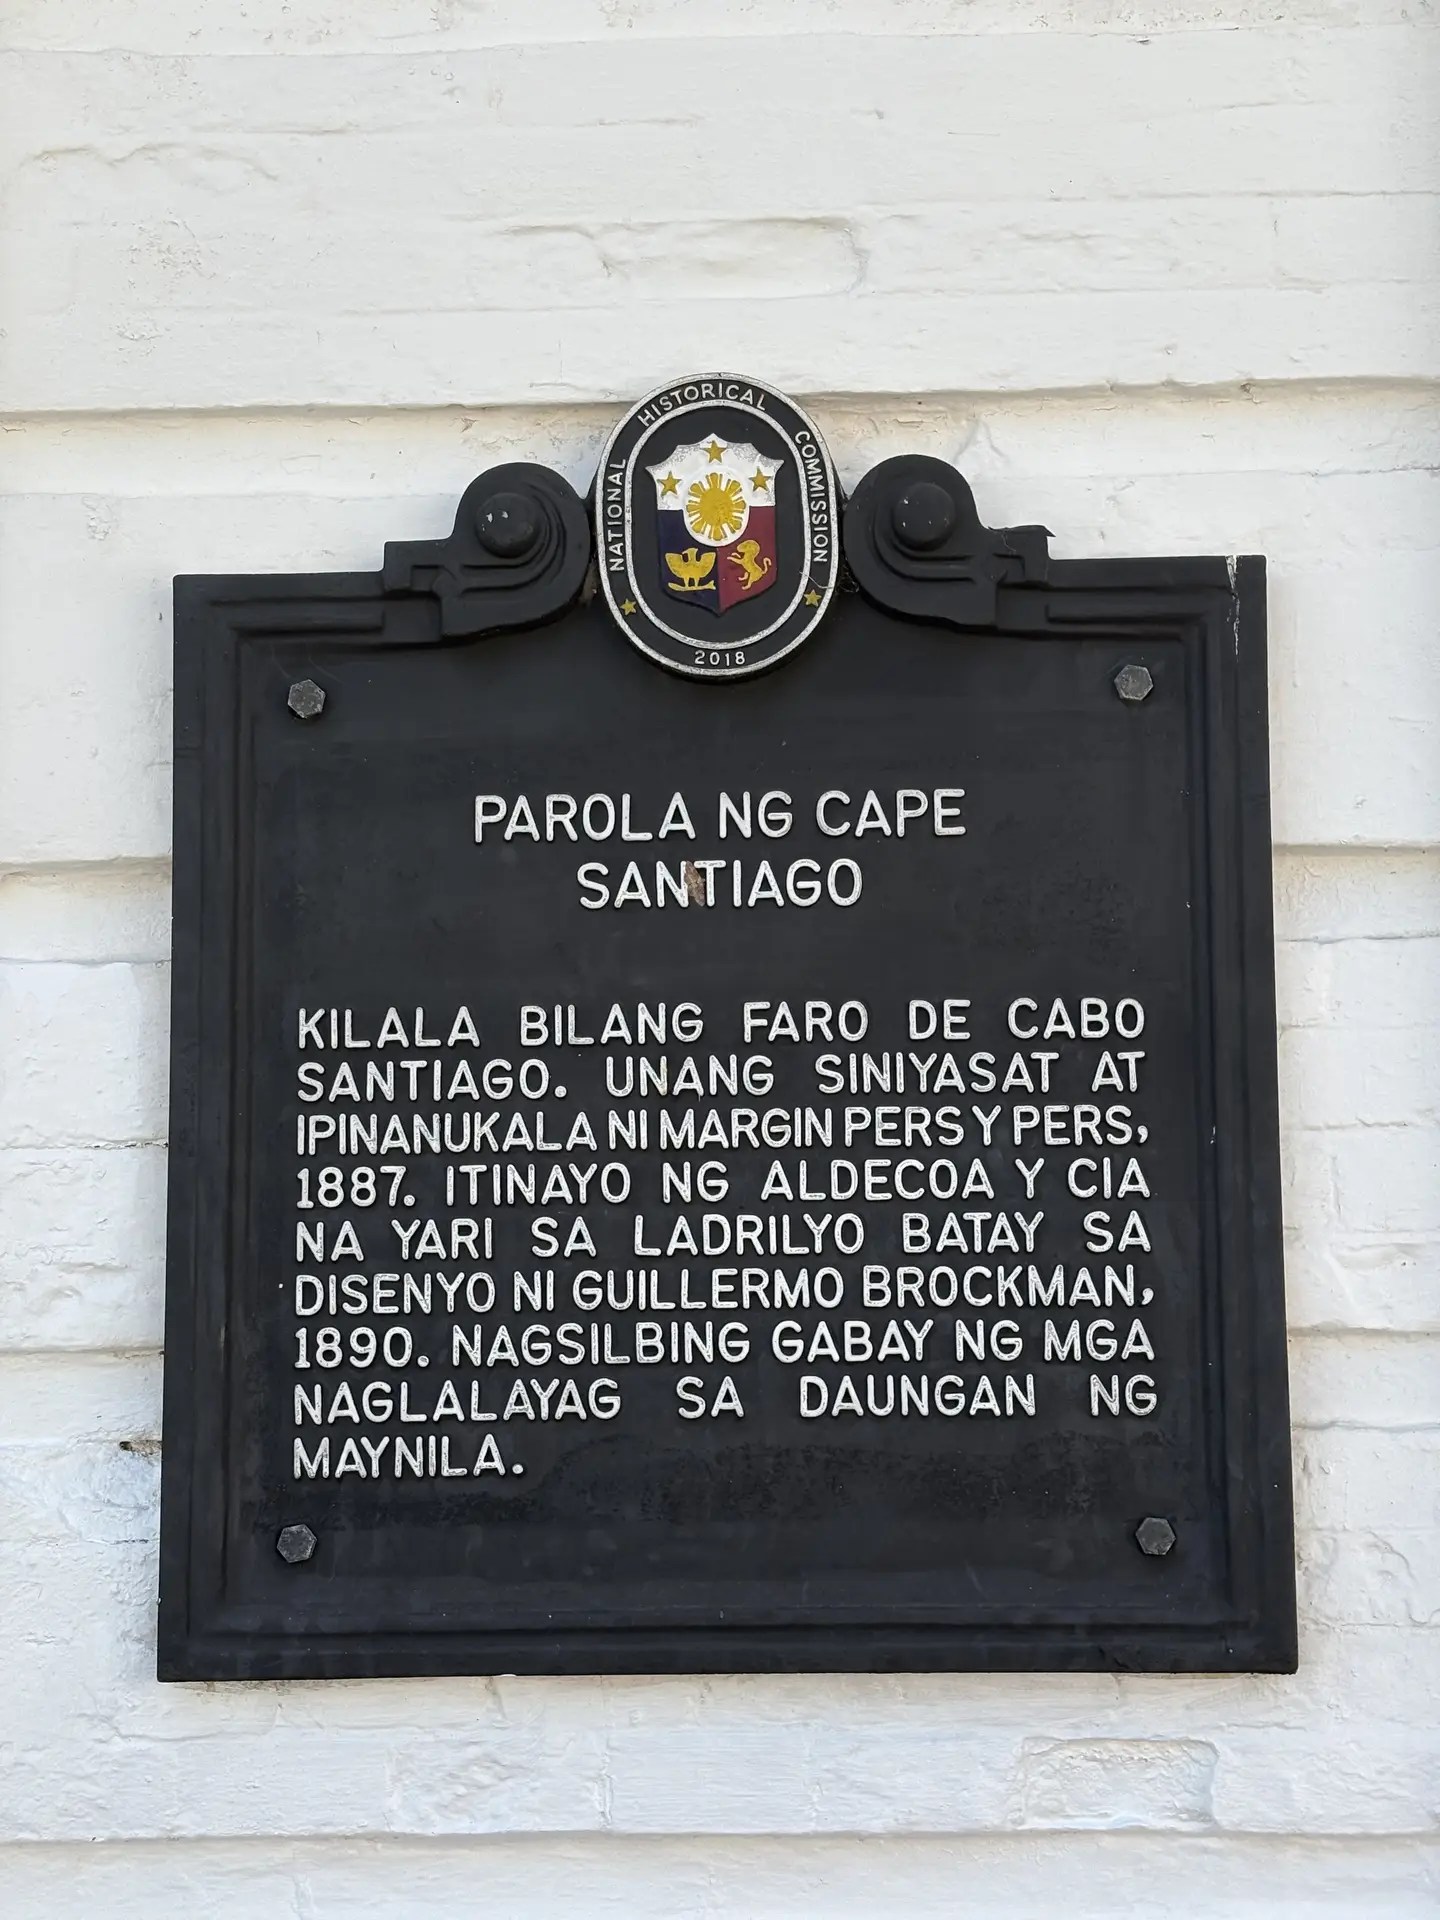 NATIONAL HISTORICAL COMMISSION
2018
PAROLA NG CAPE
SANTIAGO
KILALA BILANG FARO DE CABO
SANTIAGO. UNANG SINIYASAT AT
IPINANUKALA NI MARGIN PERS Y PERS,
1887. ITINAYO NG ALDECOA Y CIA
NA YARI SA LADRILYO BATAY SA
DISENYO NI GUILLERMO BROCKMAN,
1890. NAGSILBING GABAY NG MGA
NAGLALAYAG SA DAUNGAN NG
MAYNILA.